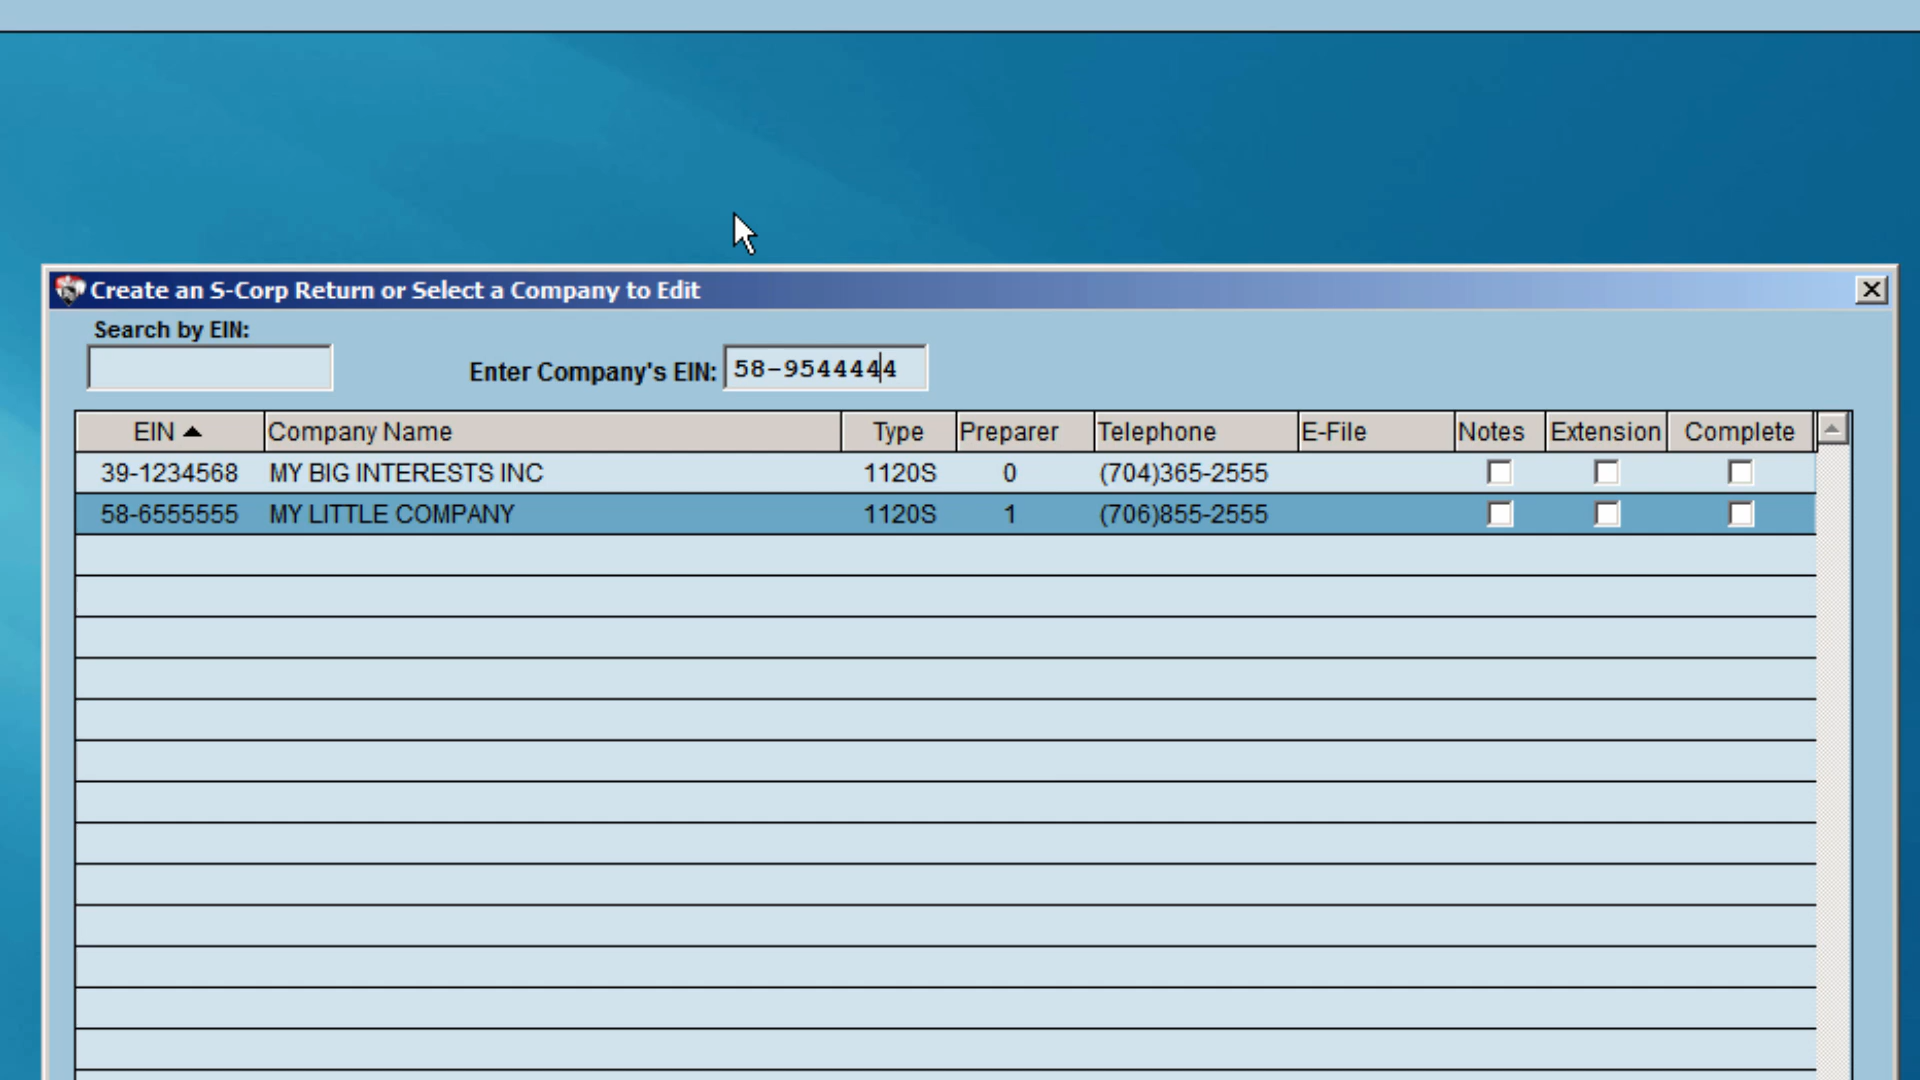 Create an S-Corp Return or Select a Company to Edit
Search by EIN:
Enter Company's EIN: 58-9544444
EIN Company Name Type Preparer Telephone E-File Notes Extension Complete
39-1234568 MY BIG INTERESTS INC 1120S 0 (704)365-2555
58-6555555 MY LITTLE COMPANY 1120S 1 (706)855-2555